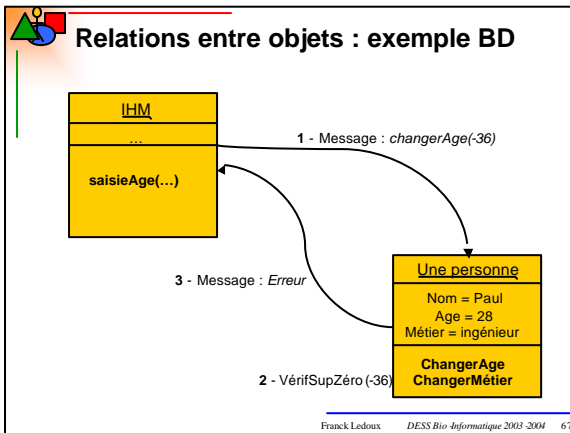 Relations entre objets : exemple BD
IHM
…
saisieAge(…)
1 - Message : changerAge(-36)
3 - Message : Erreur
2 - VérifSupZéro (-36)
Une personne
Nom = Paul
Age = 28
Métier = ingénieur
ChangerAge
ChangerMétier
Franck Ledoux DESS Bio-Informatique 2003-2004 67